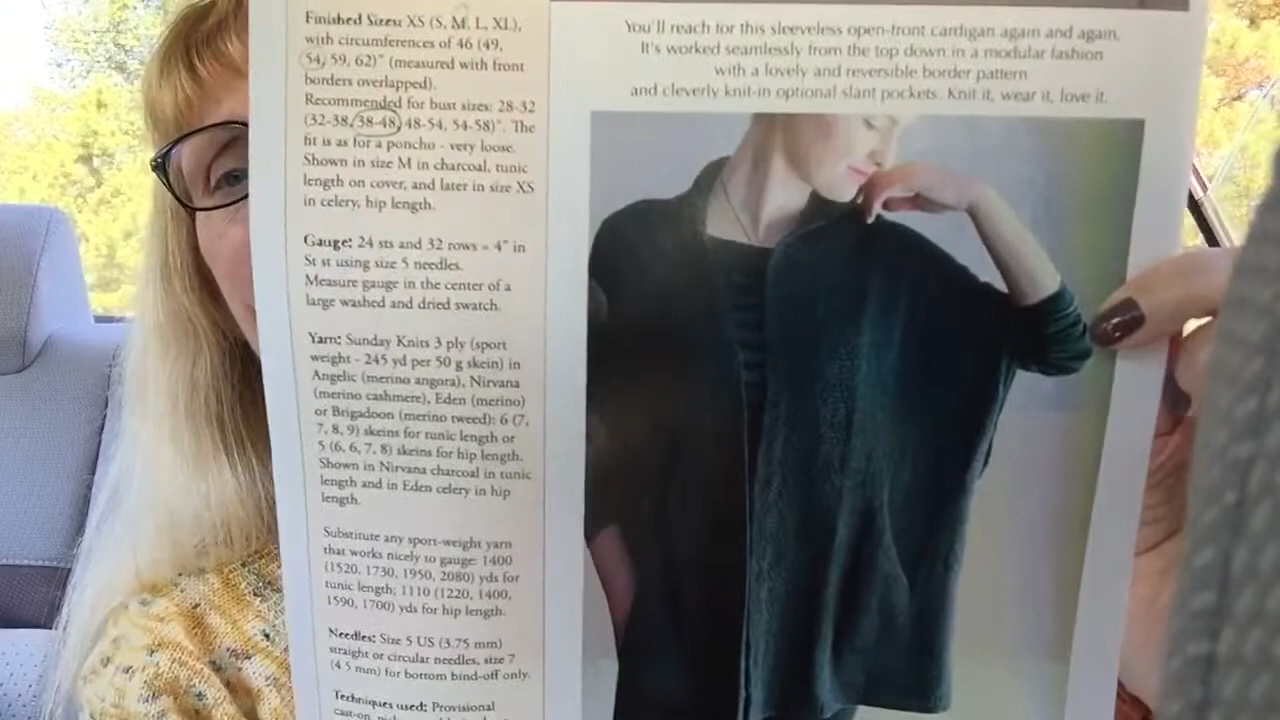 Finished Sizes: XS (S, M, L, XL),
with circumferences of 46 (49,
54, 59, 62)" (measured with front
borders overlapped).
Recommended for bust sizes: 28-32
(32-38, 38-48, 48-54, 54-58)". The
fit is as for a poncho - very loose.
Shown in size M in charcoal, tunic
length on cover, and later in size XS
in celery, hip length.
Gauge: 24 sts and 32 rows = 4" in
St st using size 5 needles.
Measure gauge in the center of a
large washed and dried swatch.
Yarn: Sunday Knits 3 ply (sport
weight - 245 yd per 50 g skein) in
Angelic (merino angora), Nirvana
(merino cashmere), Eden (merino)
or Brigadoon (merino tweed): 6 (7,
7, 8, 9) skeins for tunic length or
5 (6, 6, 7, 8) skeins for hip length.
Shown in Nirvana charcoal in tunic
length and in Eden celery in hip
length.
Substitute any sport-weight yarn
that works nicely to gauge: 1400
(1520, 1730, 1950, 2080) yds for
tunic length; 1110 (1220, 1400,
1590, 1700) yds for hip length.
Needles: Size 5 US (3.75 mm)
straight or circular needles, size 7
(4.5 mm) for bottom bind-off only.
Techniques used: Provisional
cast-on,
You'll reach for this sleeveless open-front cardigan again and again.
It's worked seamlessly from the top down in a modular fashion
with a lovely and reversible border pattern
and cleverly knit-in optional slant pockets. Knit it, wear it, love it.